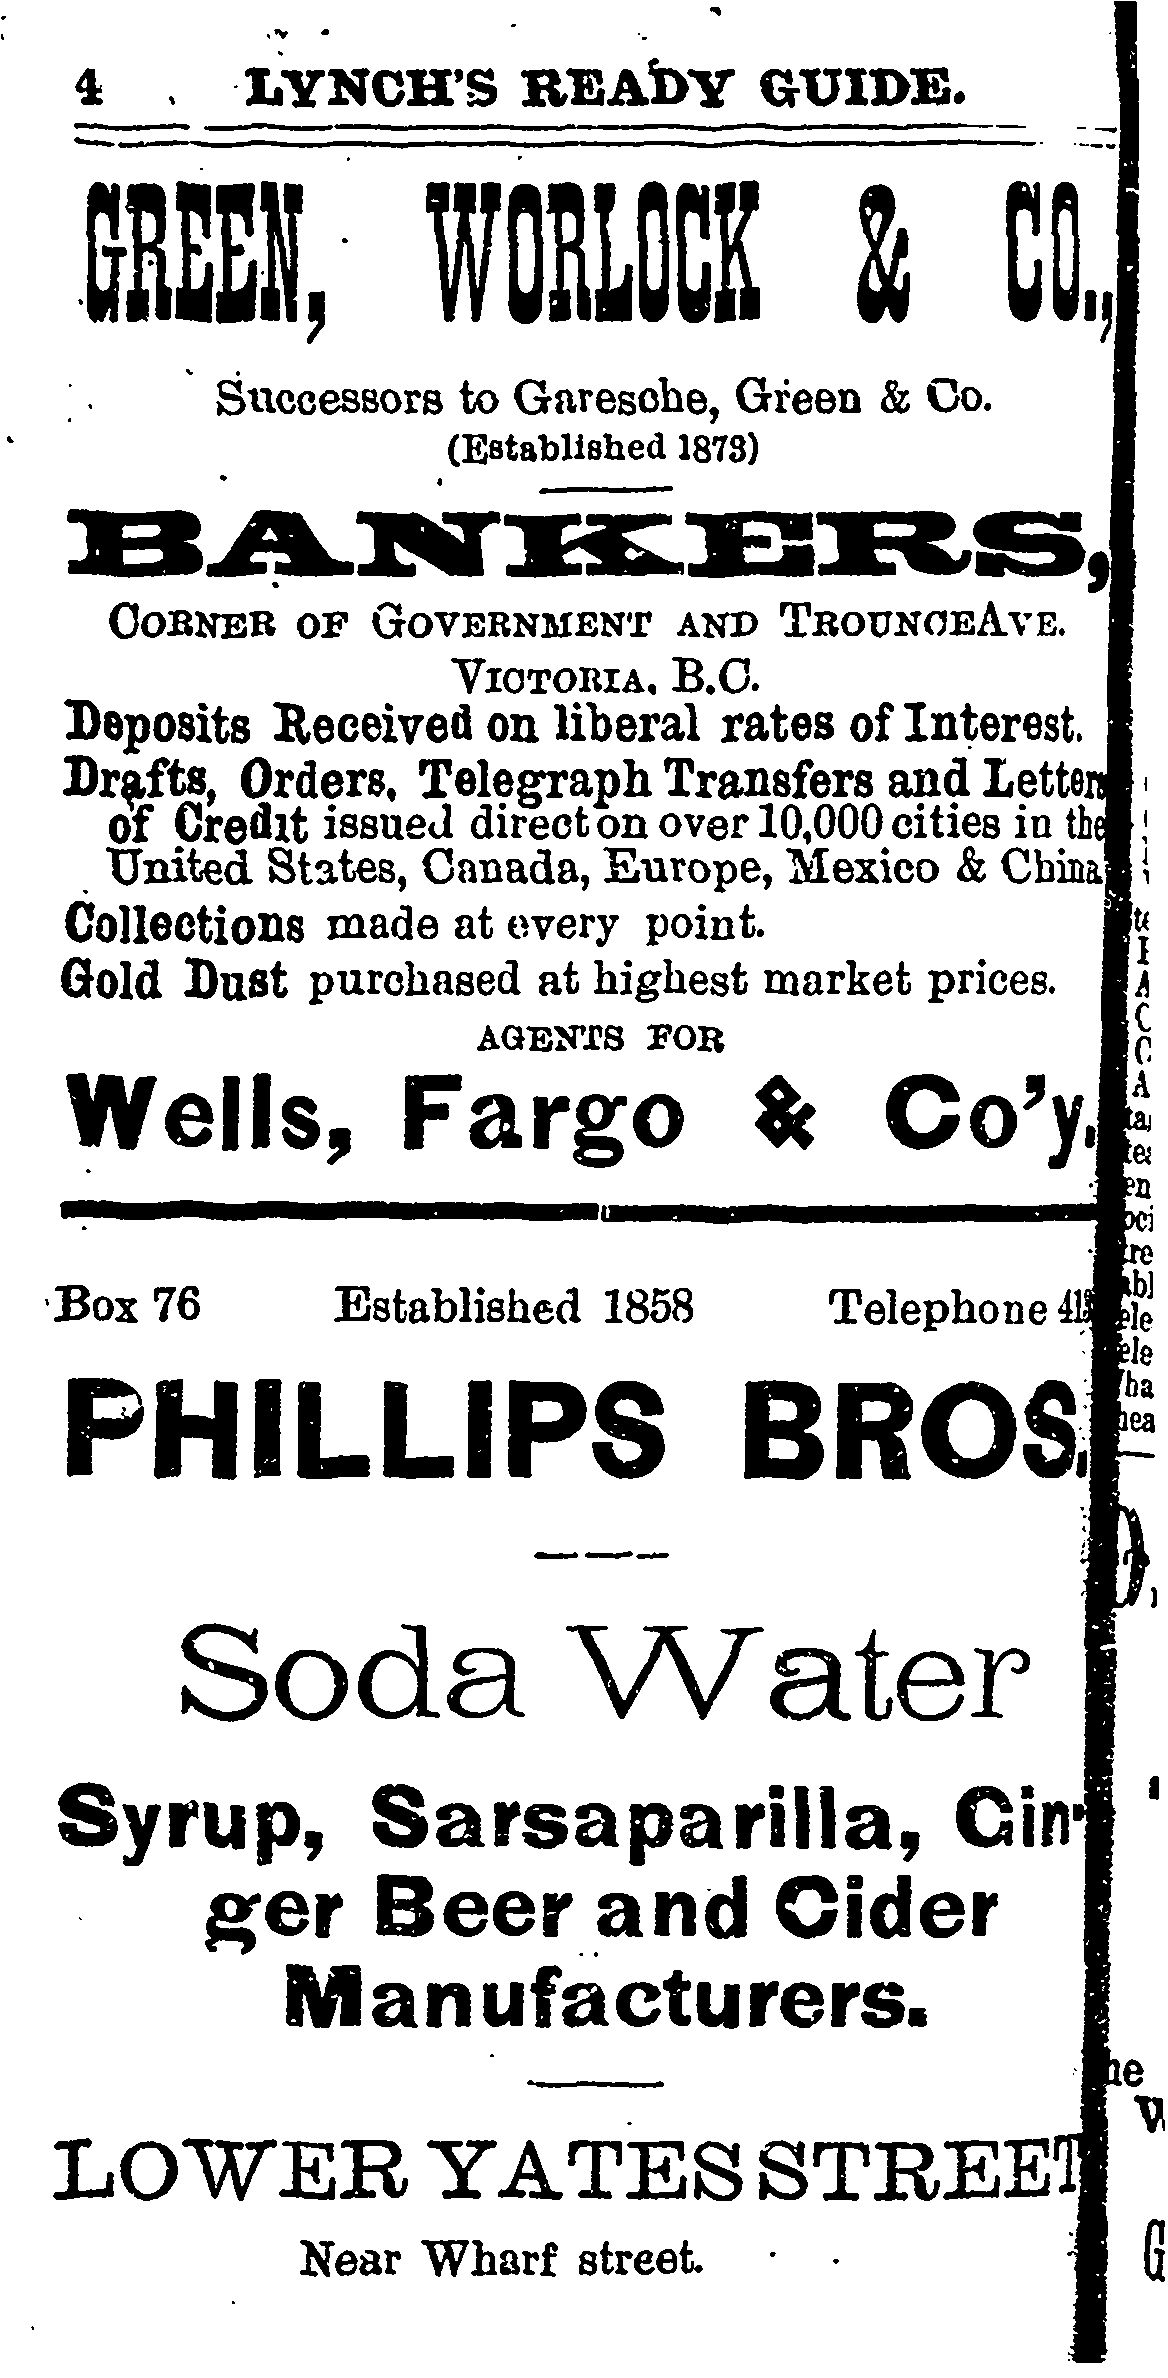 4 LYNCH'S READY GUIDE.
GREEN, WORLOCK & CO.,
Successors to Garesche, Green & Co.
(Established 1873)
BANKERS,
CORNER OF GOVERNMENT AND TROUNCE AVE.
VICTORIA, B.C.
Deposits Received on liberal rates of Interest.
Drafts, Orders, Telegraph Transfers and Letters
of Credit issued direct on over 10,000 cities in the
United States, Canada, Europe, Mexico & China
Collections made at every point.
Gold Dust purchased at highest market prices.
AGENTS FOR
Wells, Fargo & Co'y.
Box 76 Established 1858 Telephone
PHILLIPS BROS.
Soda Water
Syrup, Sarsaparilla, Gin-
ger Beer and Cider
Manufacturers.
LOWER YATES STREET
Near Wharf street.